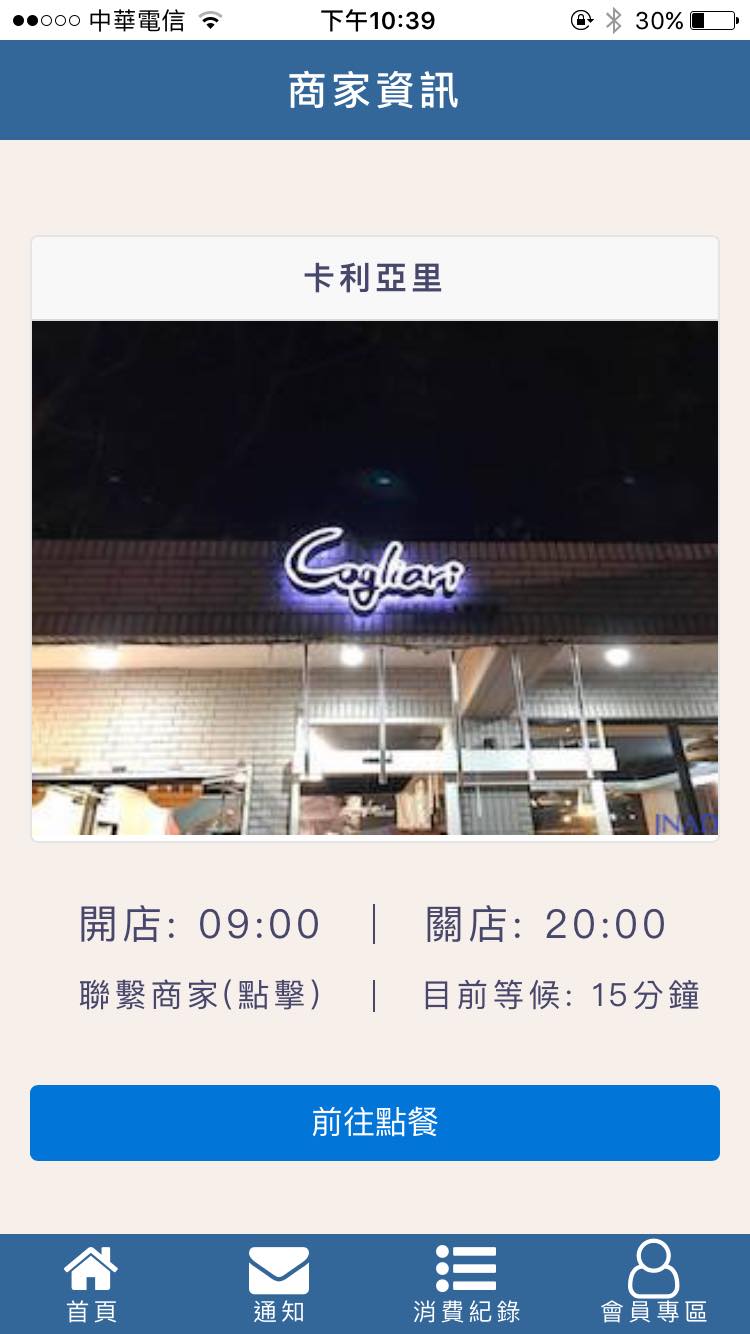 中華電信 下午10:39 30%
商家資訊
卡利亞里
Cagliari
開店: 09:00 | 關店: 20:00
聯繫商家(點擊) | 目前等候: 15分鐘
前往點餐
首頁 通知 消費紀錄 會員專區